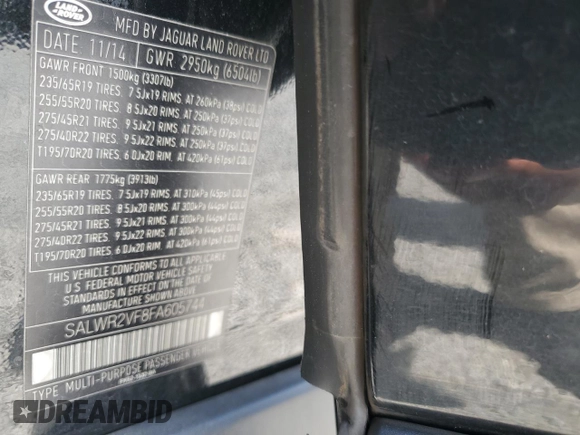 LAND
ROVER
MFD BY JAGUAR LAND ROVER LTD
DATE 11/14 GWR 2950kg (6504lb)
GAWR FRONT 1500kg (3307lb)
235/65R19 TIRES. 7.5Jx19 RIMS. AT 260kPa (38psi) COLD
255/55R20 TIRES. 8.5Jx20 RIMS. AT 250kPa (37psi) COLD
275/45R21 TIRES. 9.5Jx21 RIMS. AT 250kPa (37psi) COLD
275/40R22 TIRES. 9.5Jx22 RIMS. AT 250kPa (37psi) COLD
T195/70R20 TIRES. 6.0Jx20 RIM. AT 420kPa (61psi) COLD
GAWR REAR 1775kg (3913lb)
235/65R19 TIRES. 7.5Jx19 RIMS. AT 310kPa (45psi) COLD
255/55R20 TIRES. 8.5Jx20 RIMS. AT 300kPa (44psi) COLD
275/45R21 TIRES. 9.5Jx21 RIMS. AT 300kPa (44psi) COLD
275/40R22 TIRES. 9.5Jx22 RIMS. AT 300kPa (44psi) COLD
T195/70R20 TIRES. 6.0Jx20 RIM. AT 420kPa (61psi) COLD
THIS VEHICLE CONFORMS TO ALL
APPLICABLE FEDERAL MOTOR VEHICLE
SAFETY AND THEFT PREVENTION
STANDARDS IN EFFECT ON THE DATE OF
MANUFACTURE SHOWN ABOVE
SALWR2VF8FA605744
TYPE MULTI-PURPOSE PASSENGER
DREAMBID